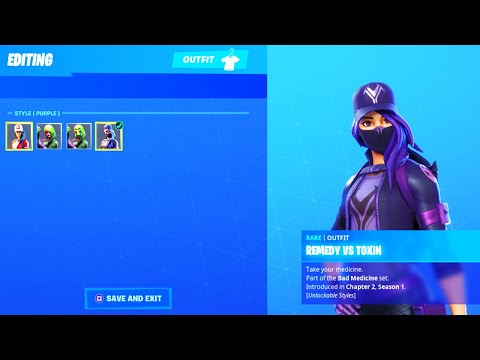 EDITING
OUTFIT
STYLE [ PURPLE ]
RARE | OUTFIT
REMEDY VS TOXIN
Take your medicine.
Part of the Bad Medicine set.
Introduced in Chapter 2, Season 1.
[Unlockable Styles]
SAVE AND EXIT